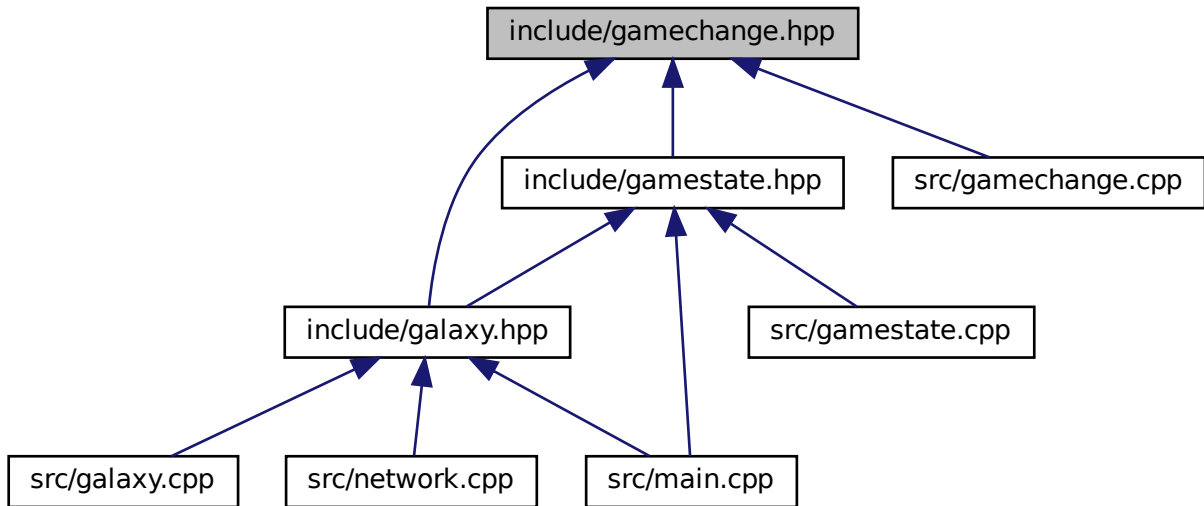 include/gamechange.hpp
include/gamestate.hpp
src/gamechange.cpp
include/galaxy.hpp
src/gamestate.cpp
src/galaxy.cpp
src/network.cpp
src/main.cpp